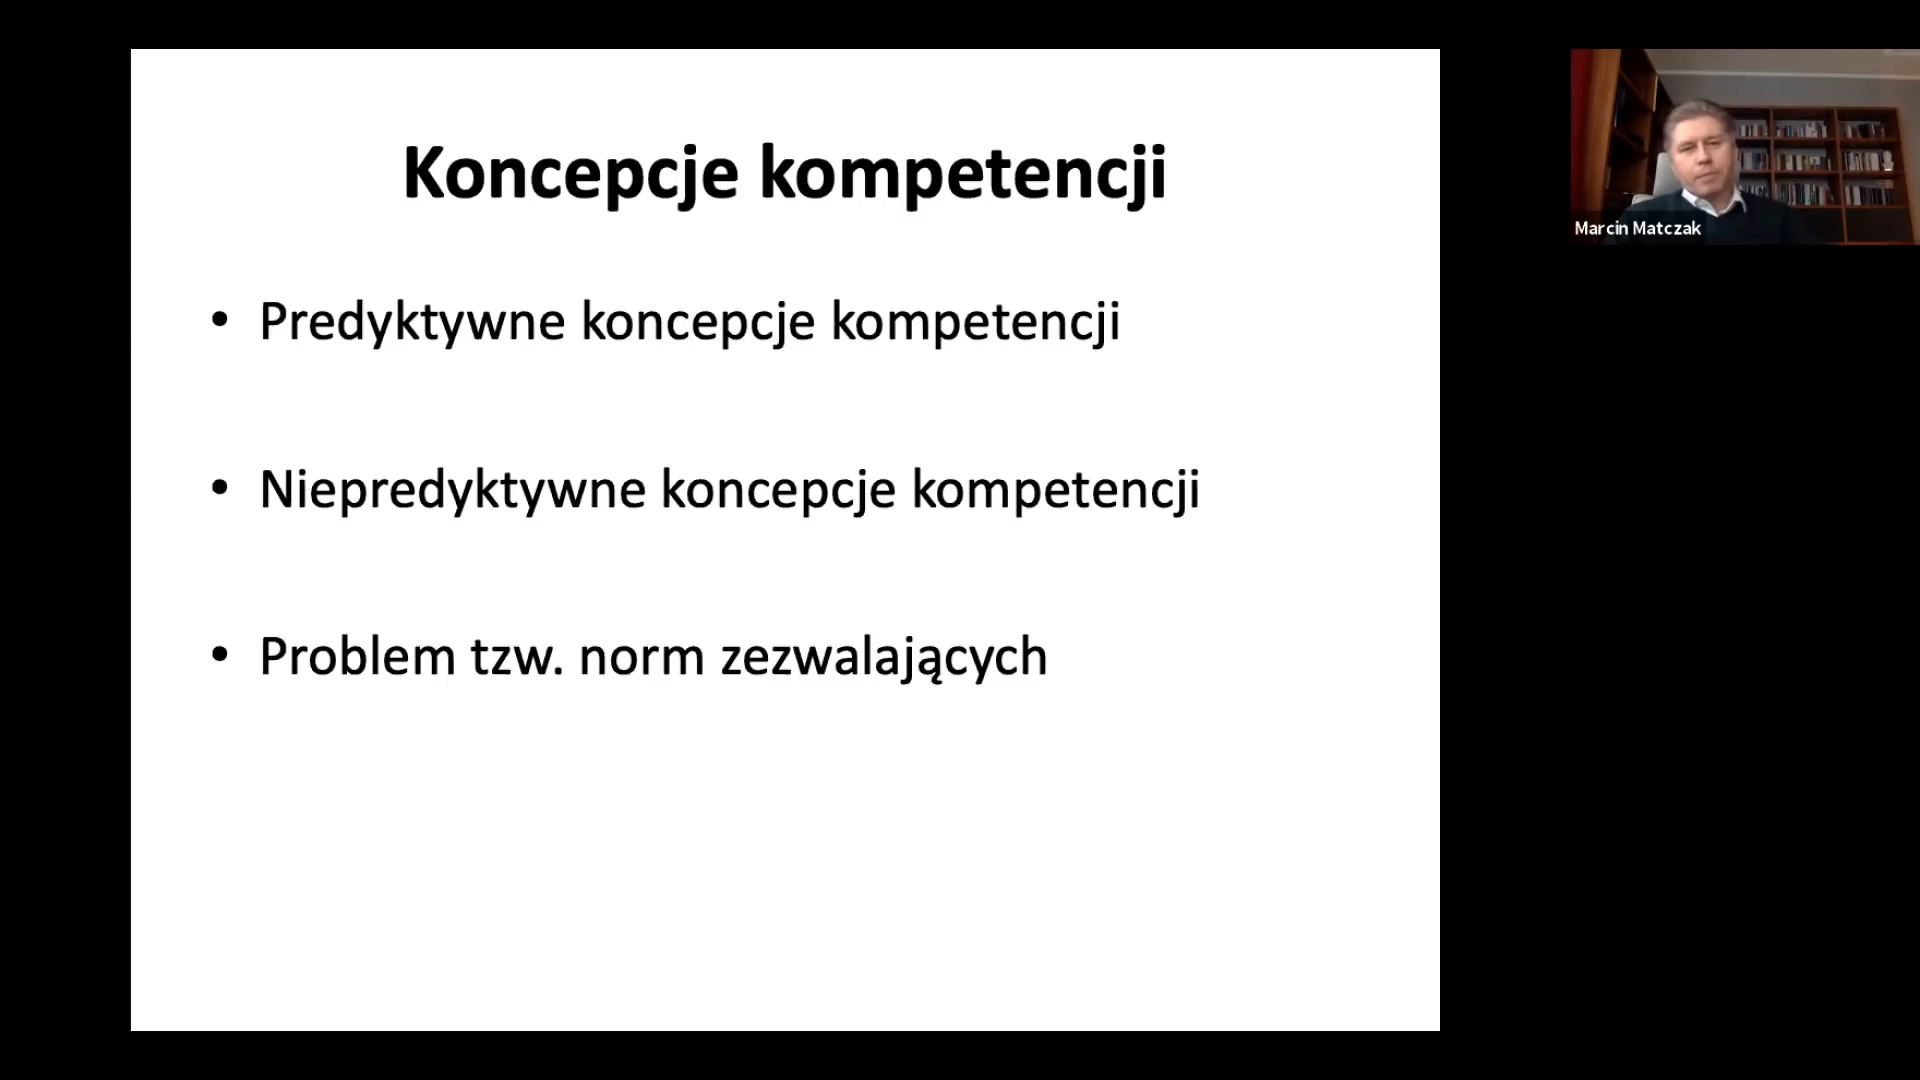 Koncepcje kompetencji
• Predyktywne koncepcje kompetencji
• Niepredyktywne koncepcje kompetencji
• Problem tzw. norm zezwalających
Marcin Matczak